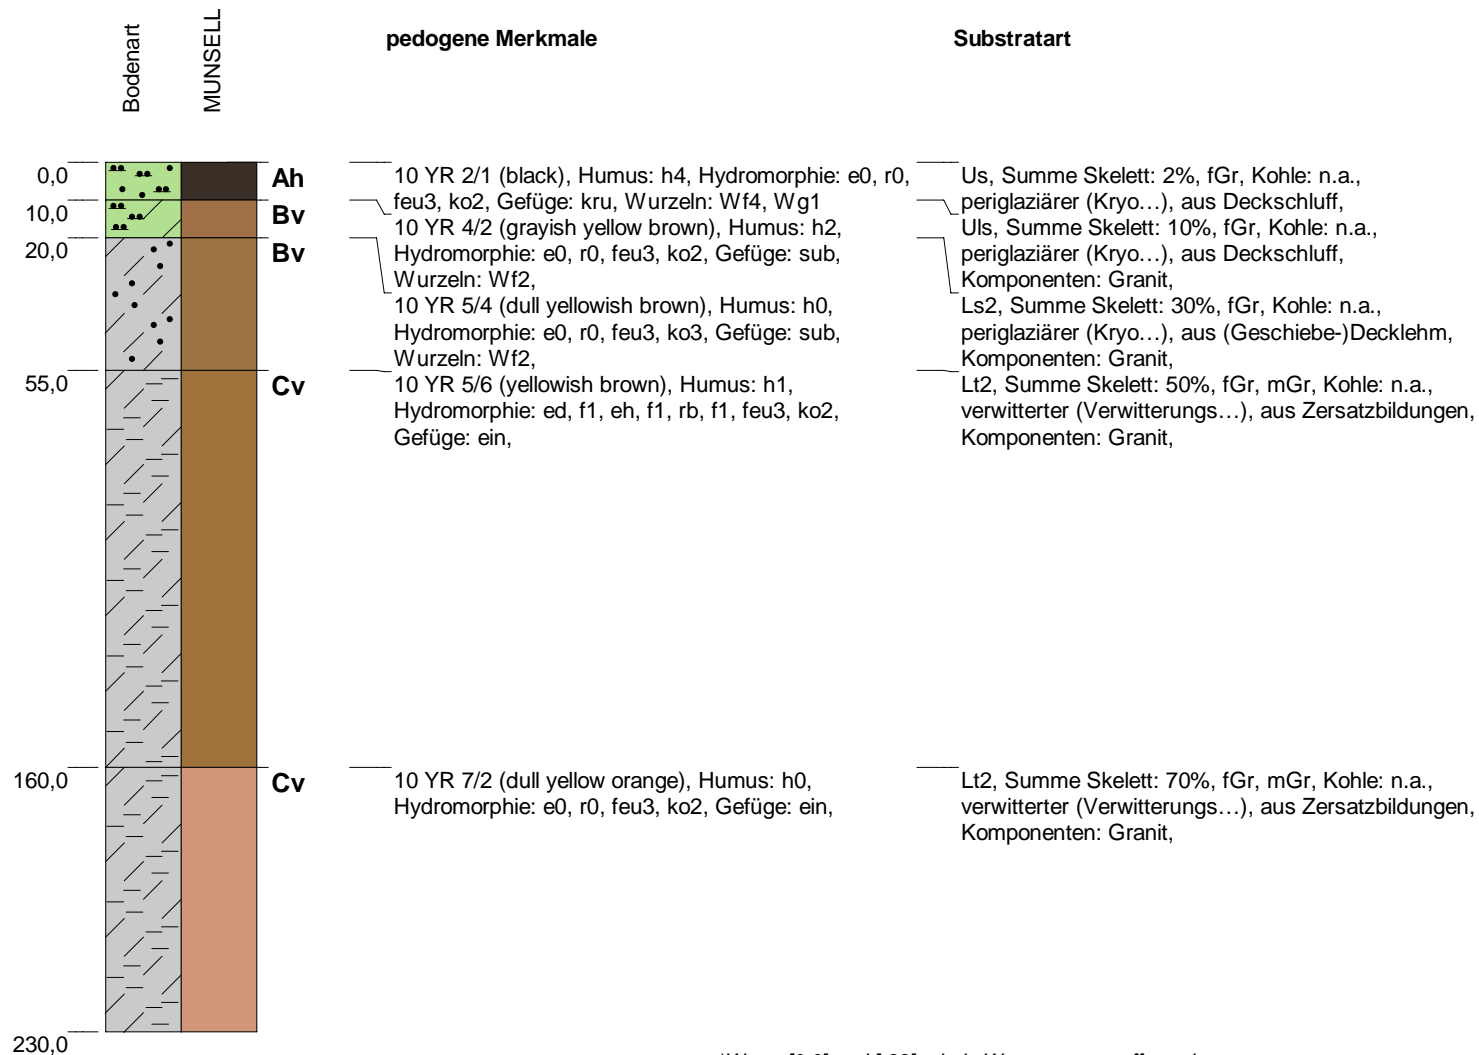 Bodenart
MUNSELL
pedogene Merkmale
Substratart
0,0
Ah
10 YR 2/1 (black), Humus: h4, Hydromorphie: e0, r0,
feu3, ko2, Gefüge: kru, Wurzeln: Wf4, Wg1
Us, Summe Skelett: 2%, fGr, Kohle: n.a.,
periglaziärer (Kryo…), aus Deckschluff,
10,0
Bv
10 YR 4/2 (grayish yellow brown), Humus: h2,
Hydromorphie: e0, r0, feu3, ko2, Gefüge: sub,
Wurzeln: Wf2,
Uls, Summe Skelett: 10%, fGr, Kohle: n.a.,
periglaziärer (Kryo…), aus Deckschluff,
Komponenten: Granit,
20,0
Bv
10 YR 5/4 (dull yellowish brown), Humus: h0,
Hydromorphie: e0, r0, feu3, ko3, Gefüge: sub,
Wurzeln: Wf2,
Ls2, Summe Skelett: 30%, fGr, Kohle: n.a.,
periglaziärer (Kryo…), aus (Geschiebe-)Decklehm,
Komponenten: Granit,
55,0
Cv
10 YR 5/6 (yellowish brown), Humus: h1,
Hydromorphie: ed, f1, eh, f1, rb, f1, feu3, ko2,
Gefüge: ein,
Lt2, Summe Skelett: 50%, fGr, mGr, Kohle: n.a.,
verwitterter (Verwitterungs…), aus Zersatzbildungen,
Komponenten: Granit,
160,0
Cv
10 YR 7/2 (dull yellow orange), Humus: h0,
Hydromorphie: e0, r0, feu3, ko2, Gefüge: ein,
Lt2, Summe Skelett: 70%, fGr, mGr, Kohle: n.a.,
verwitterter (Verwitterungs…), aus Zersatzbildungen,
Komponenten: Granit,
230,0